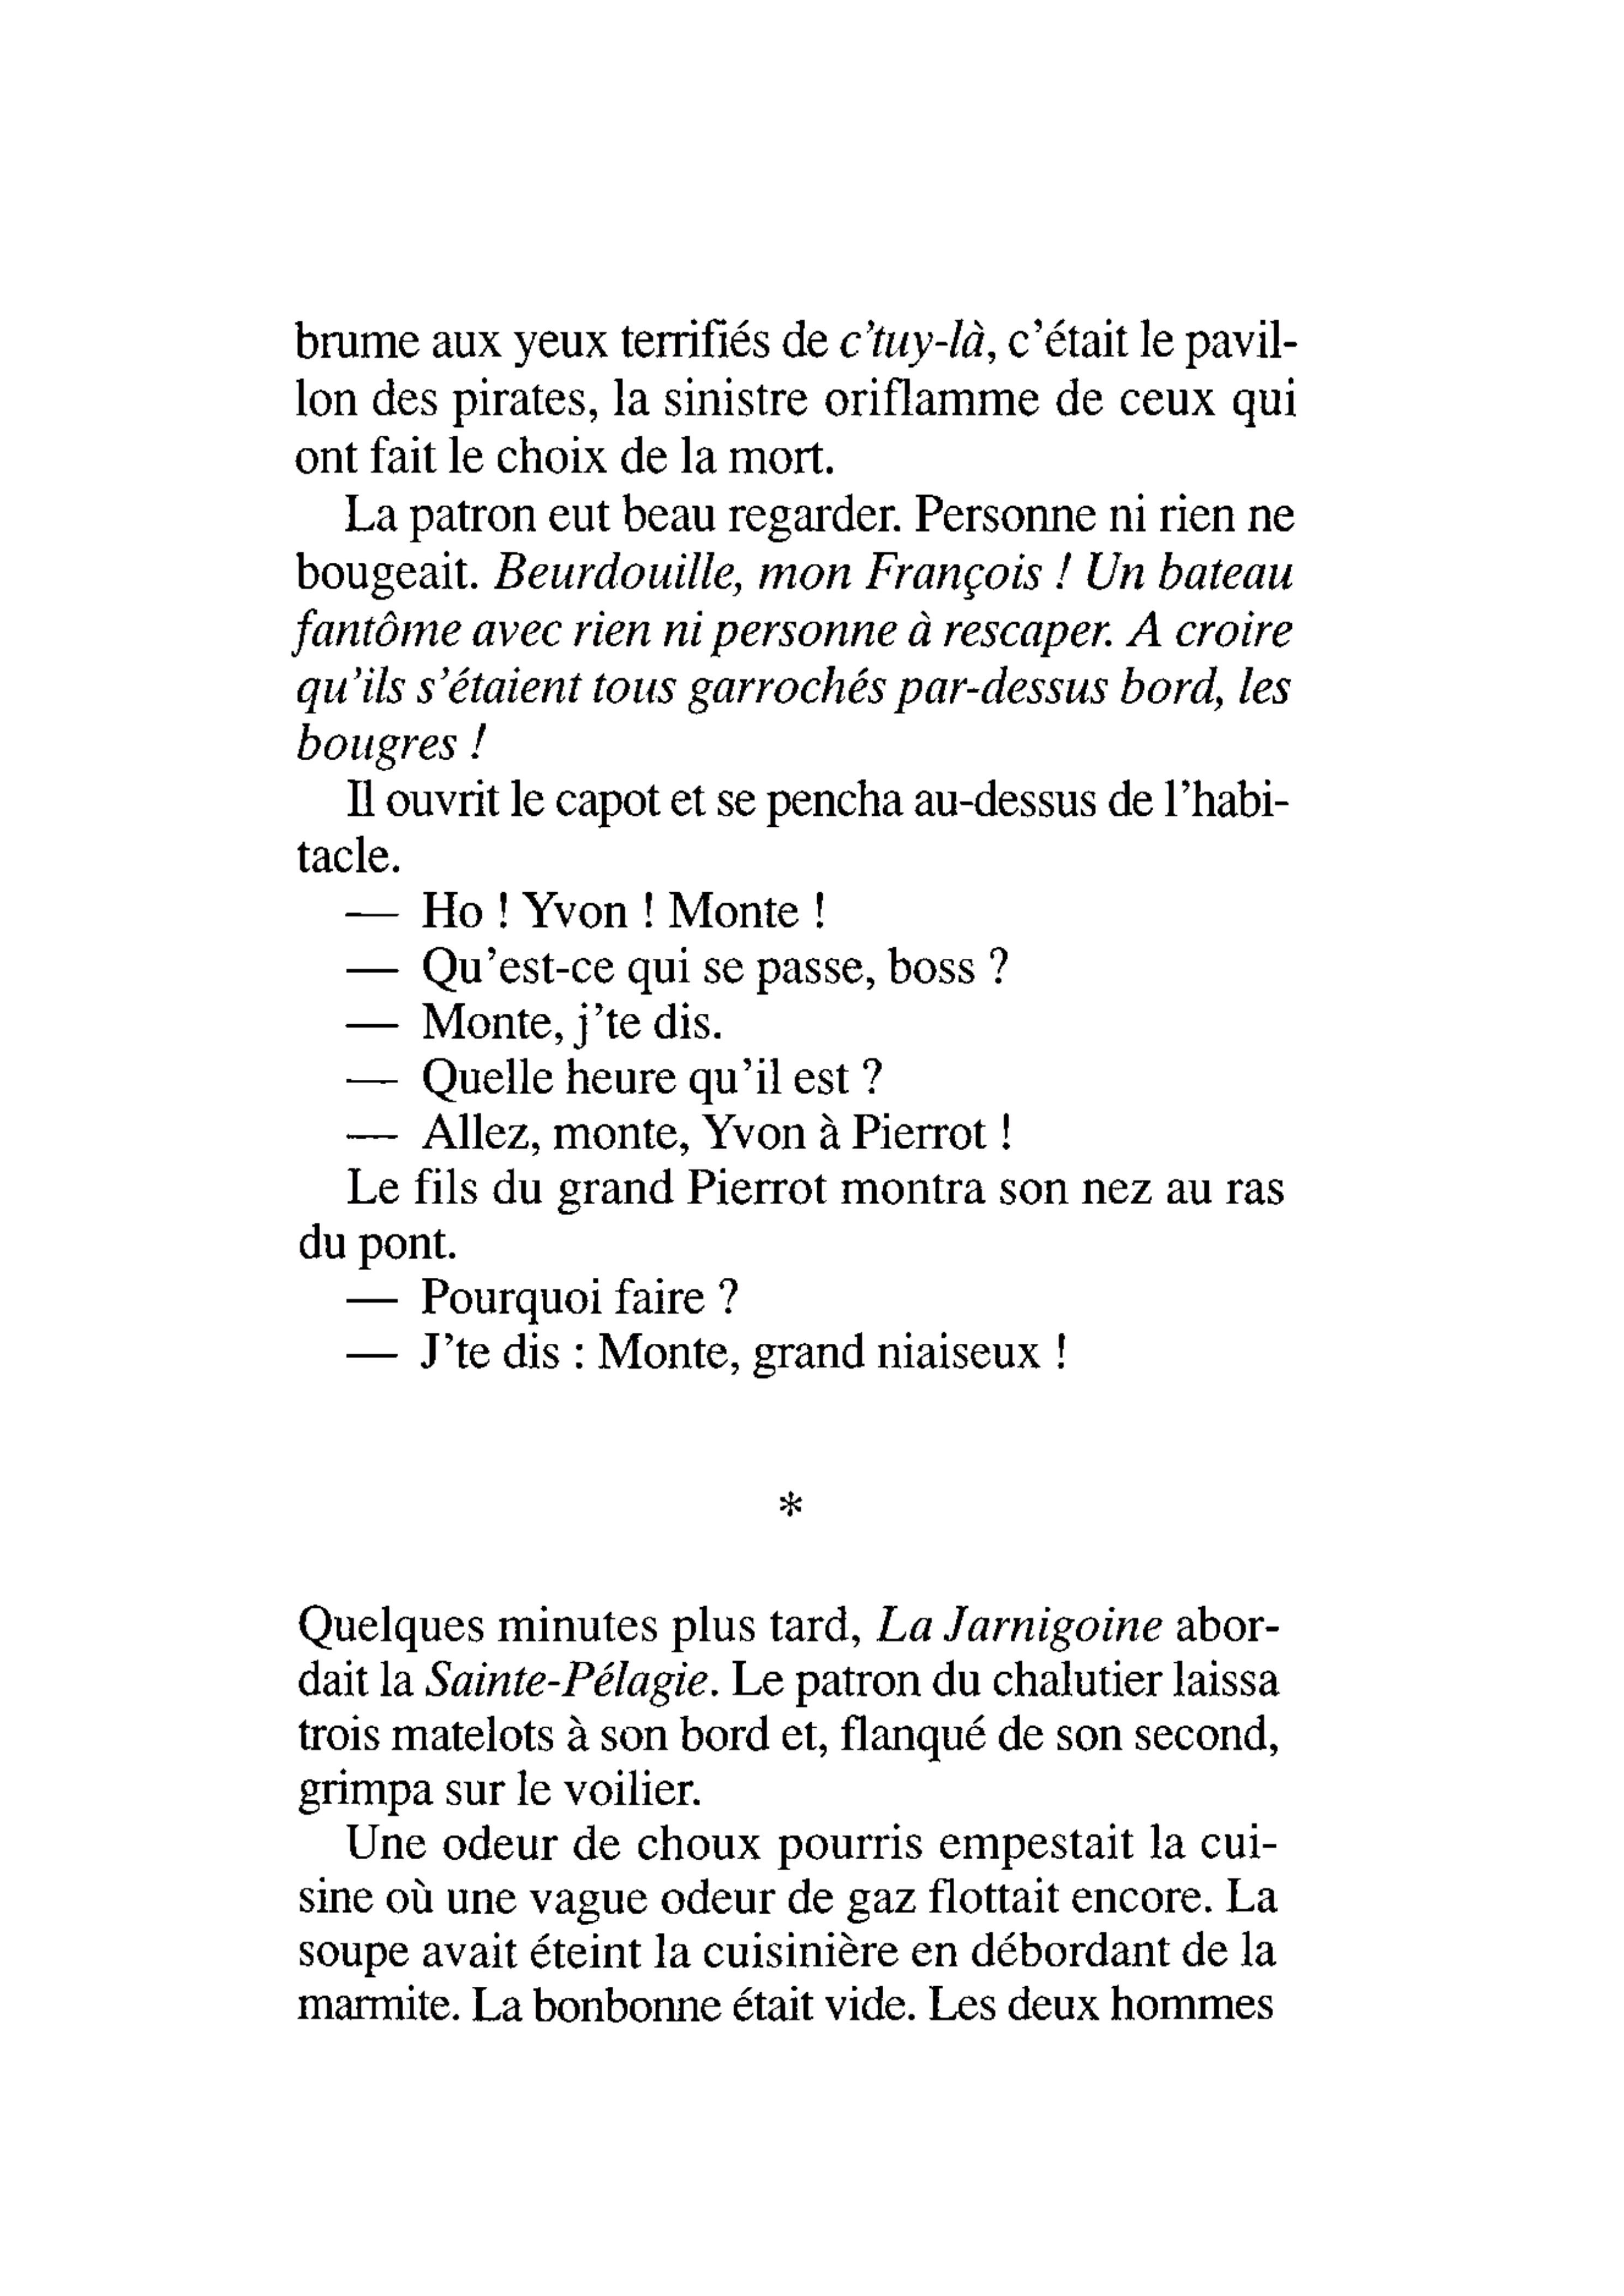 brume aux yeux terrifiés de c'tuy-là, c'était le pavil-
lon des pirates, la sinistre oriflamme de ceux qui
ont fait le choix de la mort.
La patron eut beau regarder. Personne ni rien ne
bougeait. Beurdouille, mon François ! Un bateau
fantôme avec rien ni personne à rescaper. A croire
qu'ils s'étaient tous garrochés par-dessus bord, les
bougres !
Il ouvrit le capot et se pencha au-dessus de l'habi-
tacle.
— Ho ! Yvon ! Monte !
— Qu'est-ce qui se passe, boss ?
— Monte, j'te dis.
— Quelle heure qu'il est ?
— Allez, monte, Yvon à Pierrot !
Le fils du grand Pierrot montra son nez au ras
du pont.
— Pourquoi faire ?
— J'te dis : Monte, grand niaiseux !
*
Quelques minutes plus tard, La Jarnigoine abor-
dait la Sainte-Pélagie. Le patron du chalutier laissa
trois matelots à son bord et, flanqué de son second,
grimpa sur le voilier.
Une odeur de choux pourris empestait la cui-
sine où une vague odeur de gaz flottait encore. La
soupe avait éteint la cuisinière en débordant de la
marmite. La bonbonne était vide. Les deux hommes